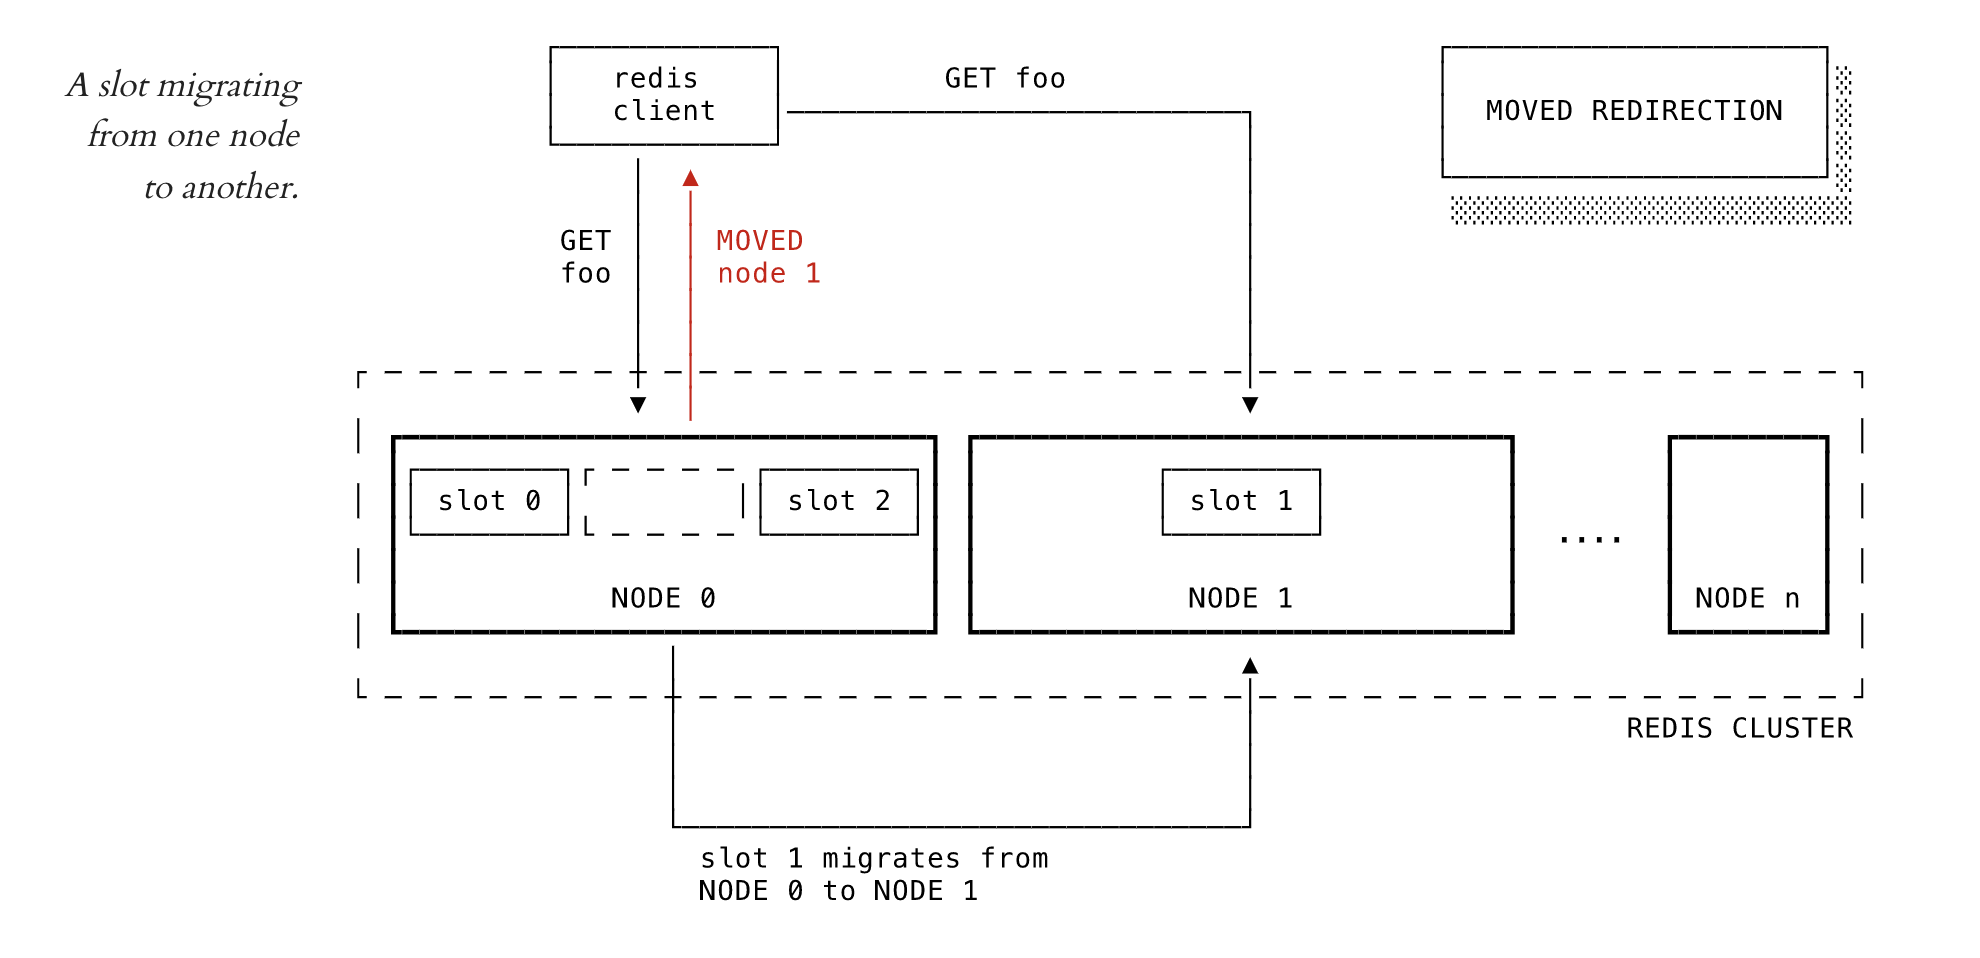 A slot migrating
from one node
to another.
redis
client
GET foo
MOVED REDIRECTION
GET
foo
MOVED
node 1
slot 0
slot 2
slot 1
....
NODE 0
NODE 1
NODE n
REDIS CLUSTER
slot 1 migrates from
NODE 0 to NODE 1